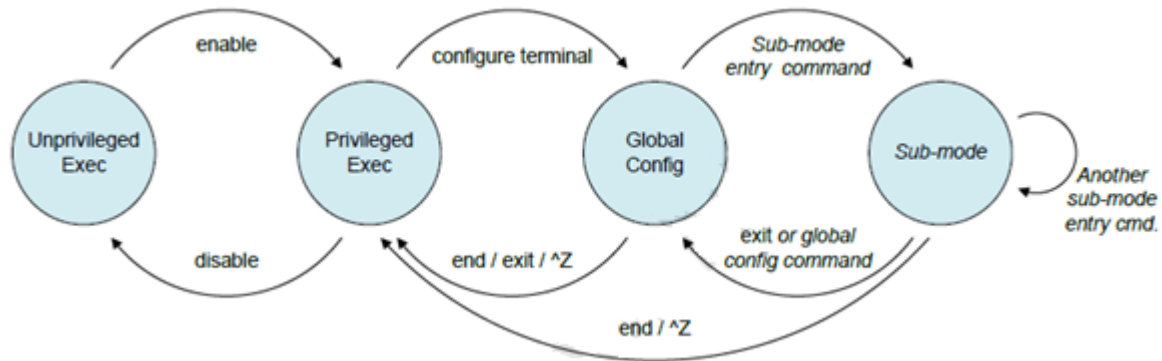 enable
configure terminal
Sub-mode
entry command
Unprivileged
Exec
Privileged
Exec
Global
Config
Sub-mode
Another
sub-mode
entry cmd.
disable
end / exit / ^Z
exit or global
config command
end / ^Z